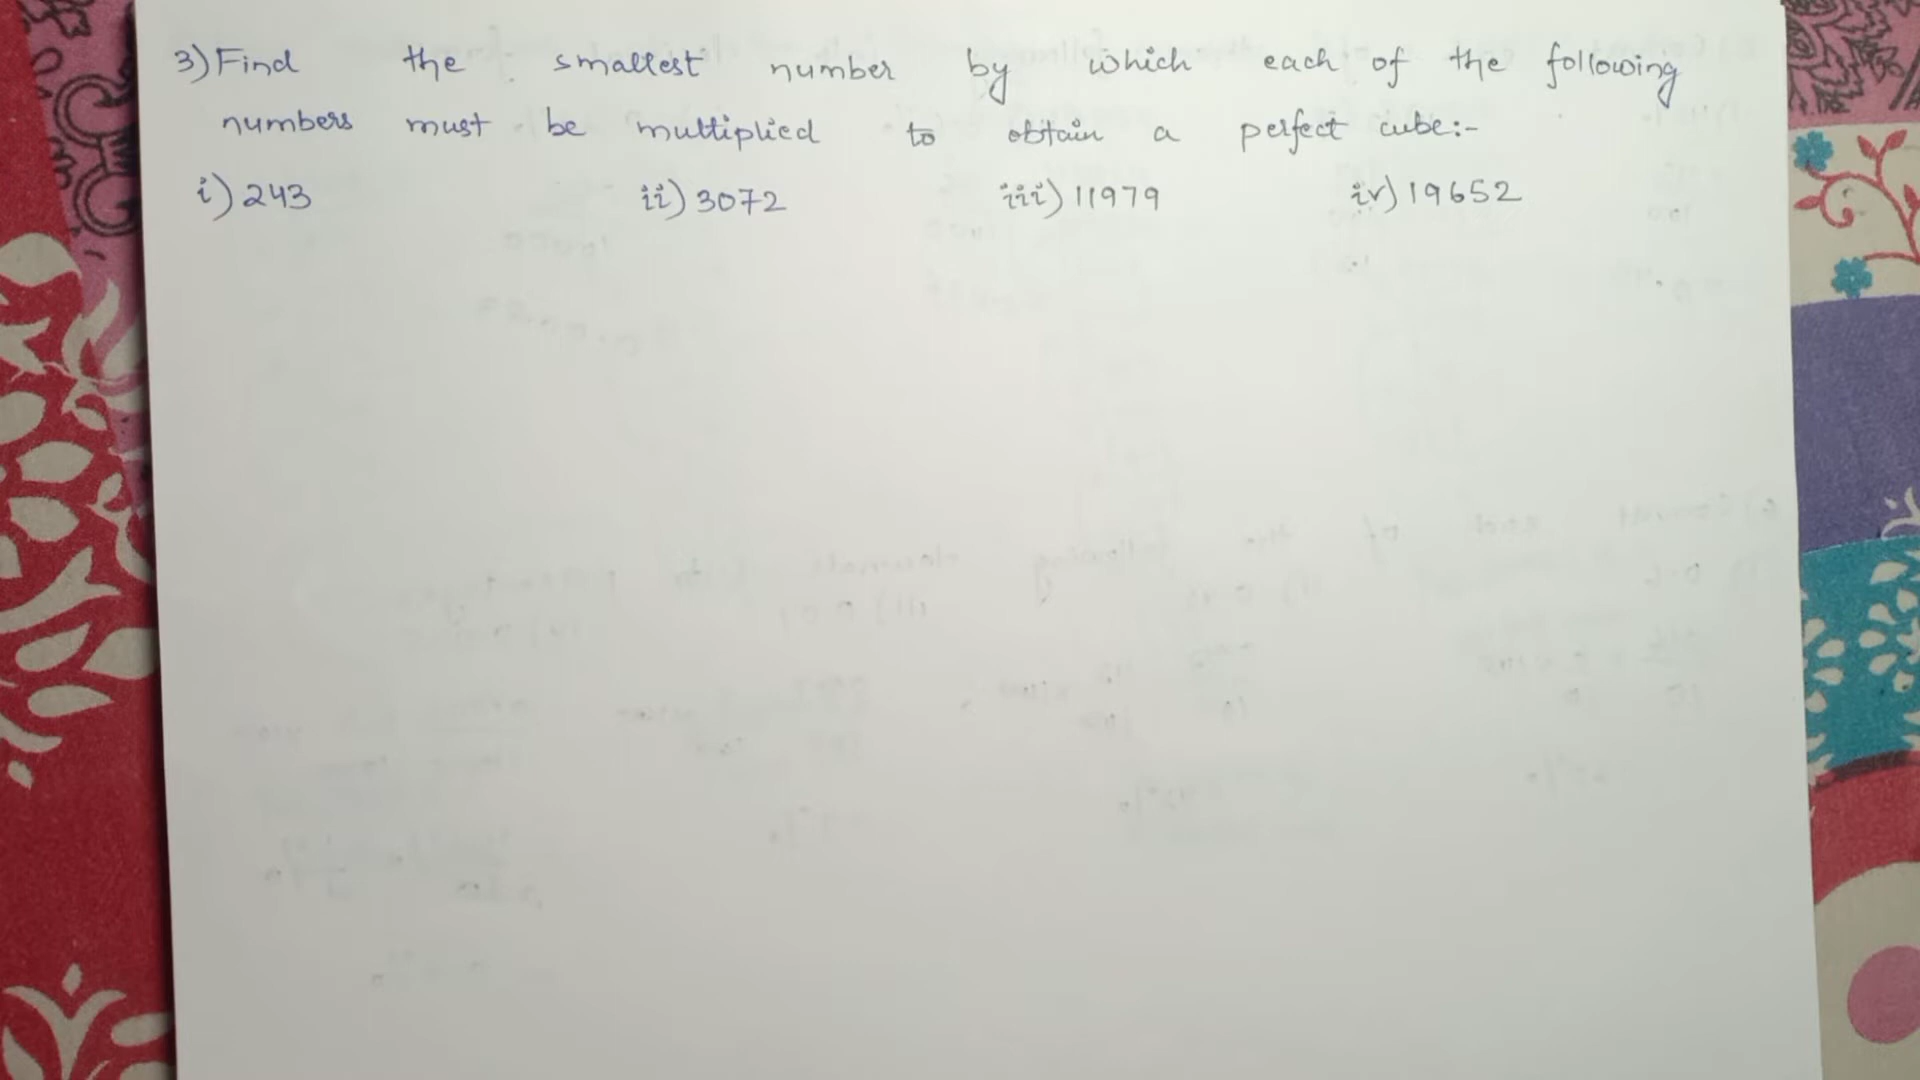 3) Find the smallest number by which each of the following
numbers must be multiplied to obtain a perfect cube:-
i) 243 ii) 3072 iii) 11979 iv) 19652